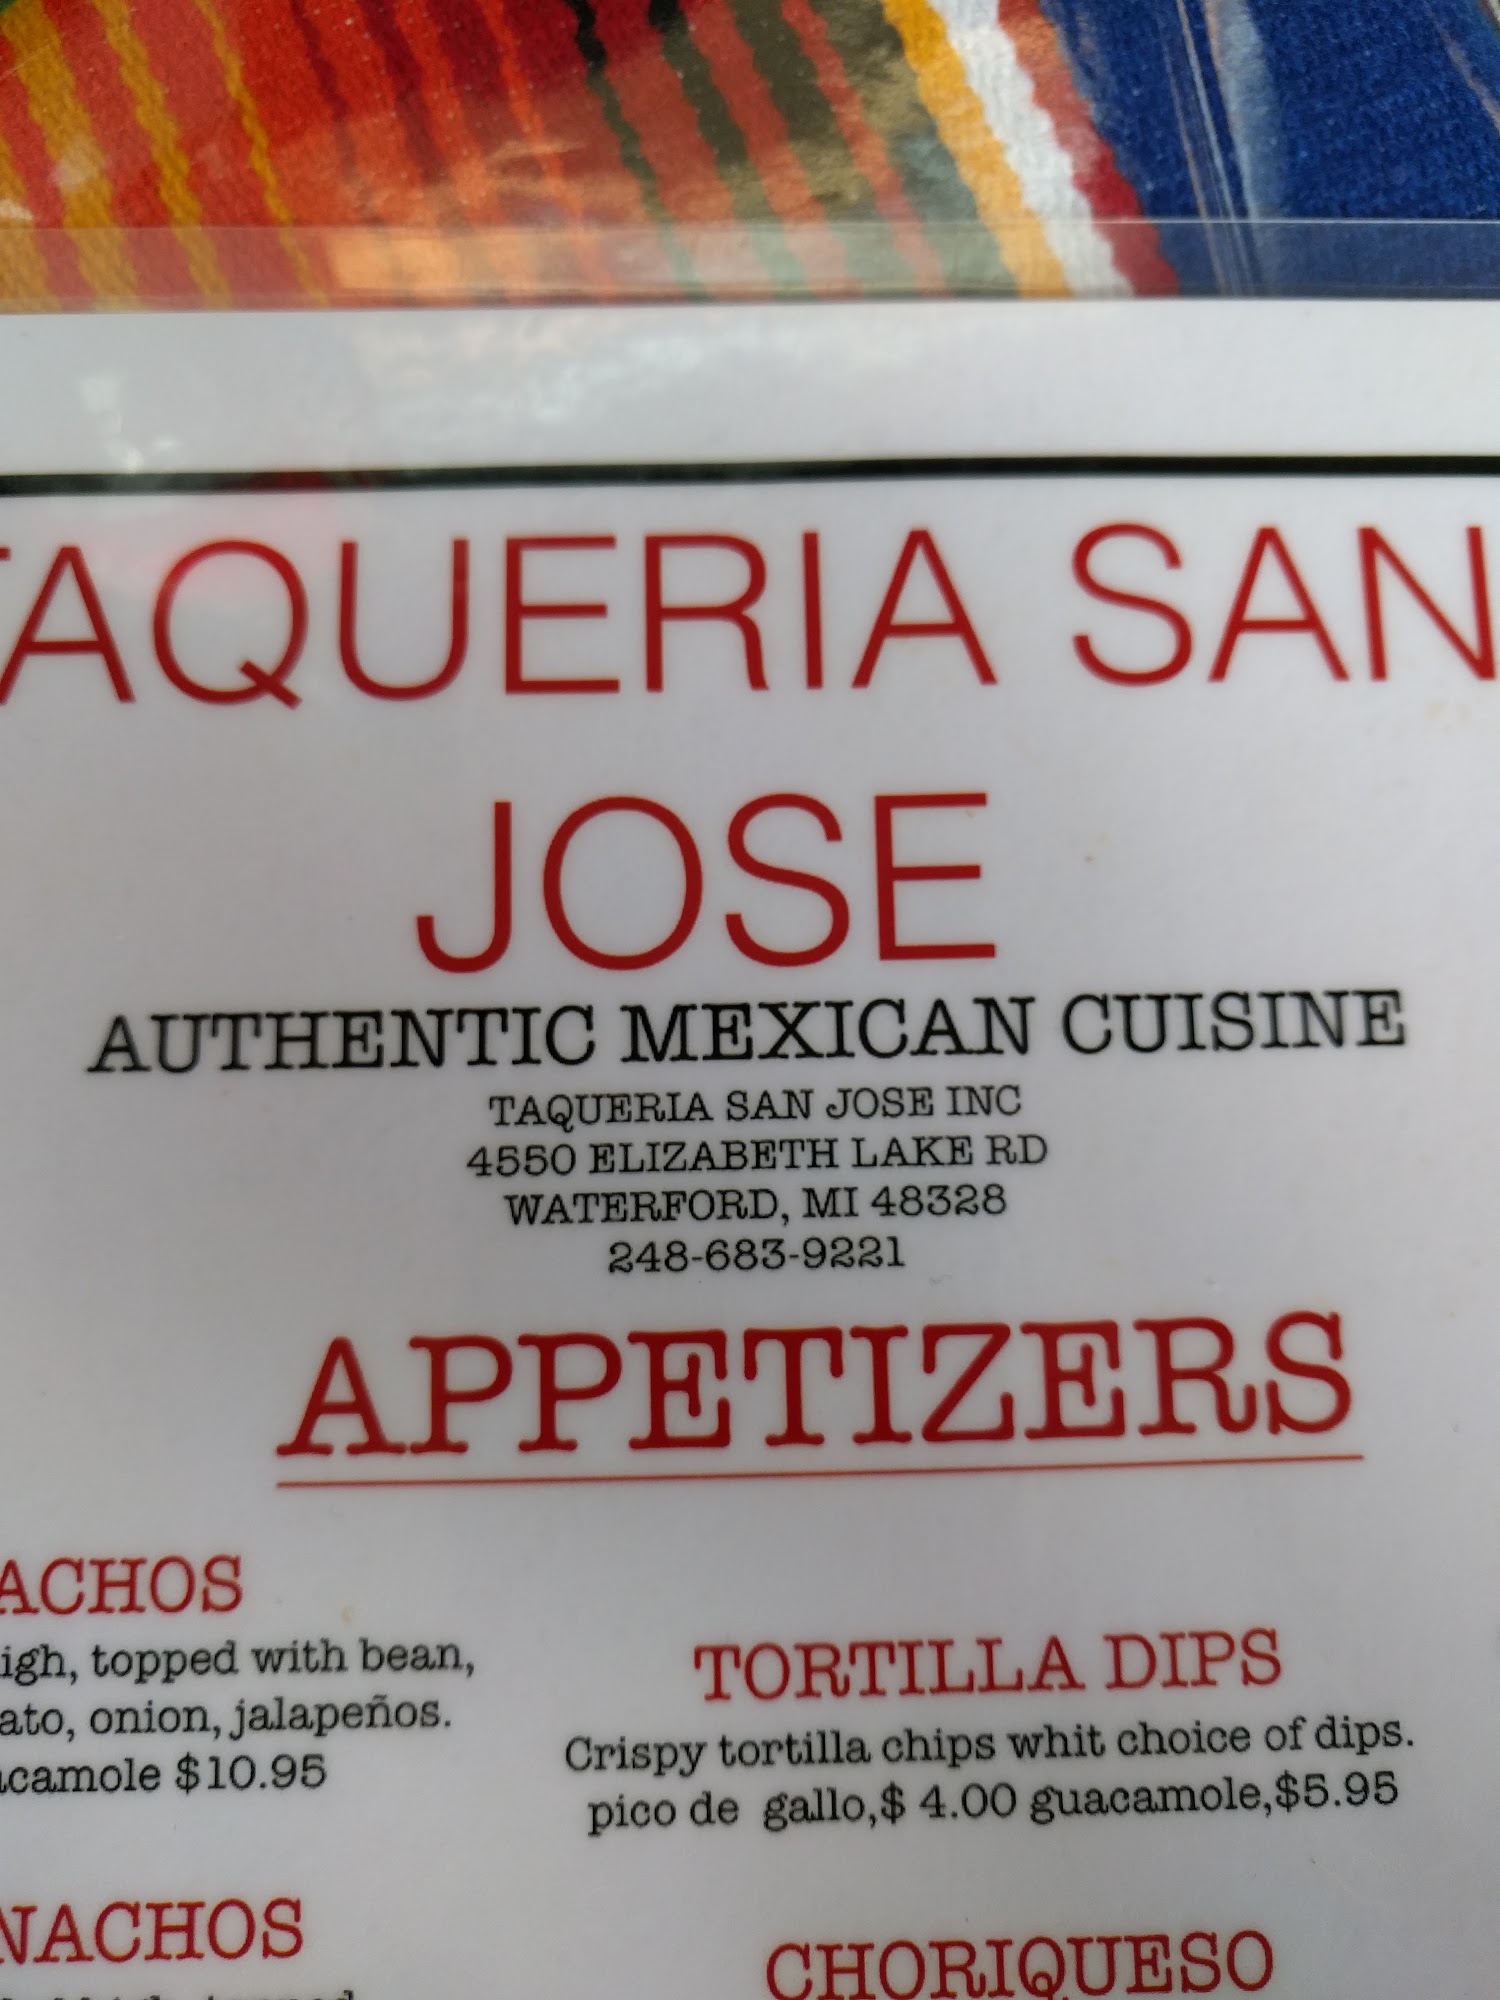 TAQUERIA SAN
JOSE
AUTHENTIC MEXICAN CUISINE
TAQUERIA SAN JOSE INC
4550 ELIZABETH LAKE RD
WATERFORD, MI 48328
248-683-9221
APPETIZERS
ACHOS
igh, topped with bean,
ato, onion, jalapeños.
acamole $10.95
TORTILLA DIPS
Crispy tortilla chips whit choice of dips.
pico de gallo,$ 4.00 guacamole,$5.95
NACHOS
CHORIQUESO